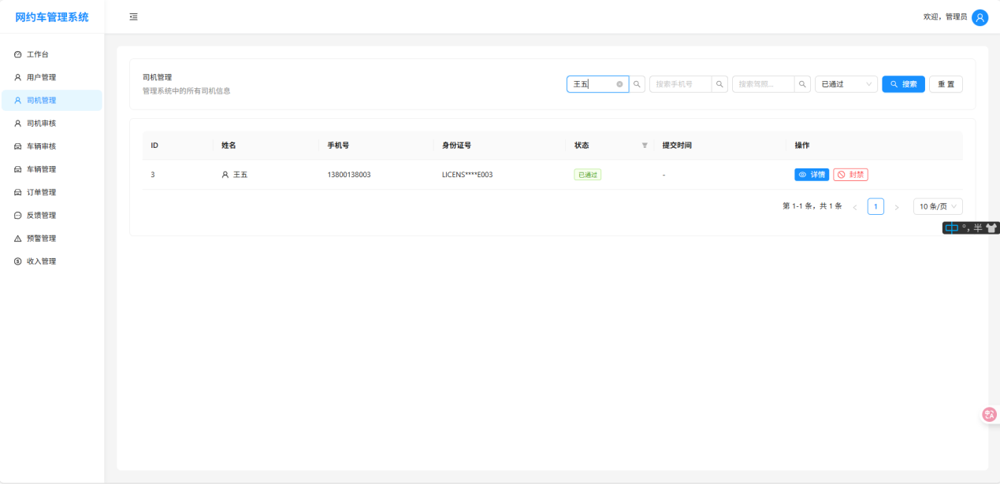 网约车管理系统
欢迎，管理员
工作台
用户管理
司机管理
司机审核
车辆审核
车辆管理
订单管理
反馈管理
预警管理
收入管理
司机管理
管理系统中的所有司机信息
王五 搜索手机号 搜索驾照... 已通过 搜索 重 置
ID 姓名 手机号 身份证号 状态 提交时间 操作
3 王五 13800138003 LICENS****E003 已通过 - 详情 封禁
第 1-1 条，共 1 条 1 10 条/页
中 °, 半